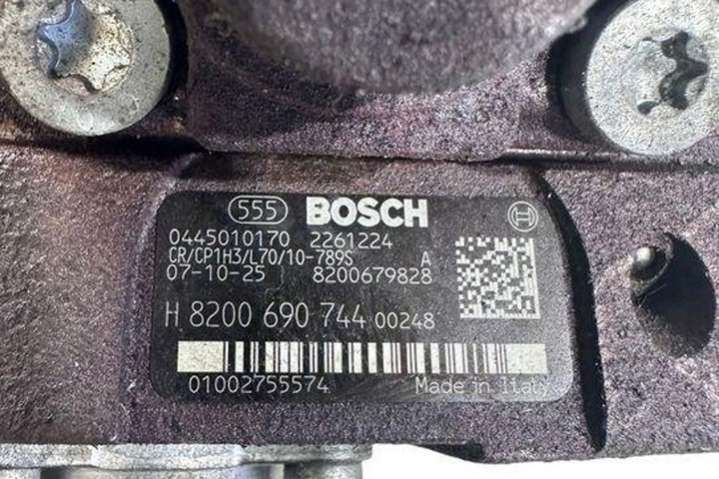 555 BOSCH
0445010170 2261224
CR/CP1H3/L70/10-789S A
07-10-25 8200679828
H 8200 690 744 00248
01002755574 Made in Italy